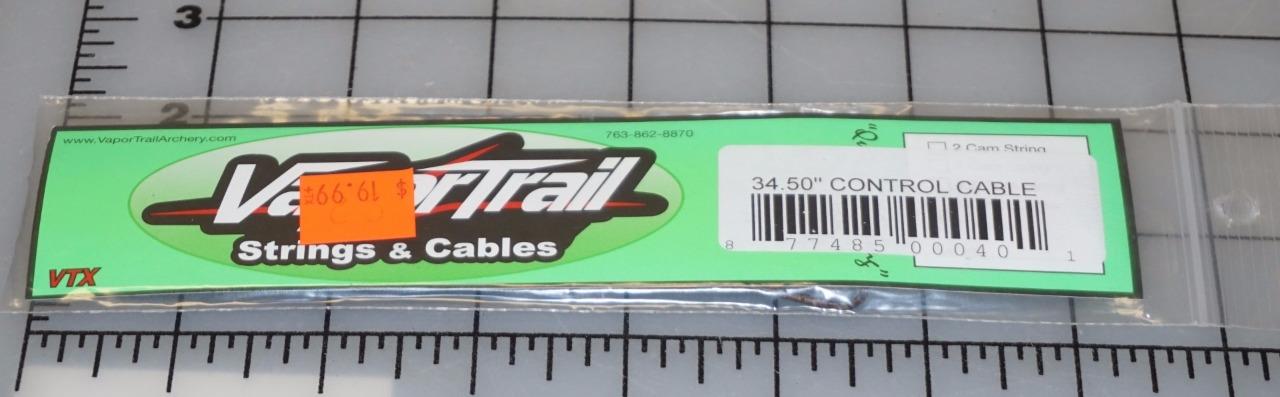 3
2
www.VaporTrailArchery.com
763-862-8870
VaporTrail
Strings & Cables
$ 19.99
VTX
2 Cam String
34.50" CONTROL CABLE
8 77485 00040 1